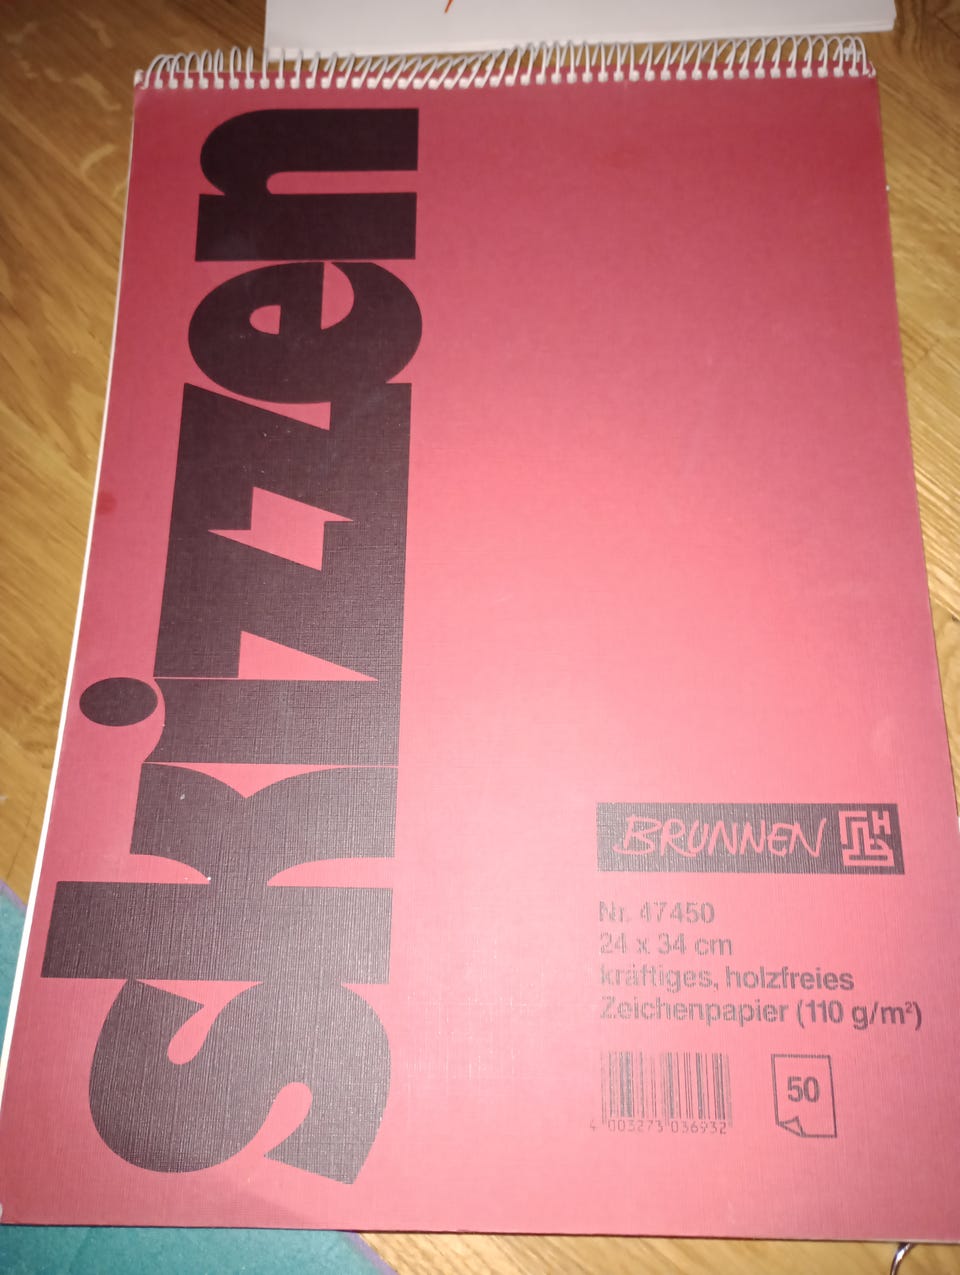 skizzen
BRUNNEN
Nr. 47450
24 x 34 cm
kräftiges, holzfreies
Zeichenpapier (110 g/m²)
50
4 003273 036932